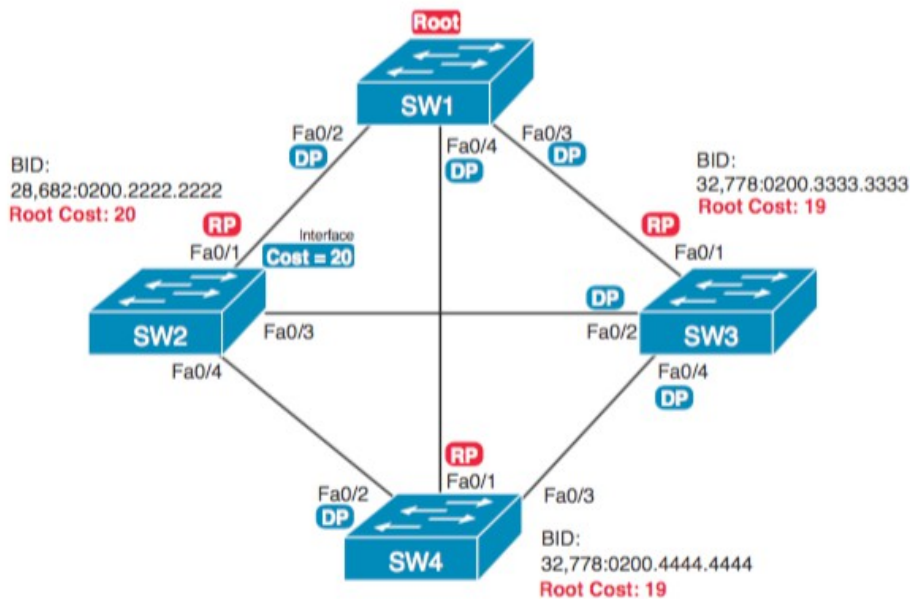 Root
SW1
Fa0/2
DP
Fa0/4
DP
Fa0/3
DP
BID:
28,682:0200.2222.2222
Root Cost: 20
BID:
32,778:0200.3333.3333
Root Cost: 19
RP
Fa0/1
Interface
Cost = 20
RP
Fa0/1
SW2
Fa0/3
Fa0/4
DP
Fa0/2
SW3
Fa0/4
DP
RP
Fa0/1
Fa0/2
DP
Fa0/3
SW4
BID:
32,778:0200.4444.4444
Root Cost: 19